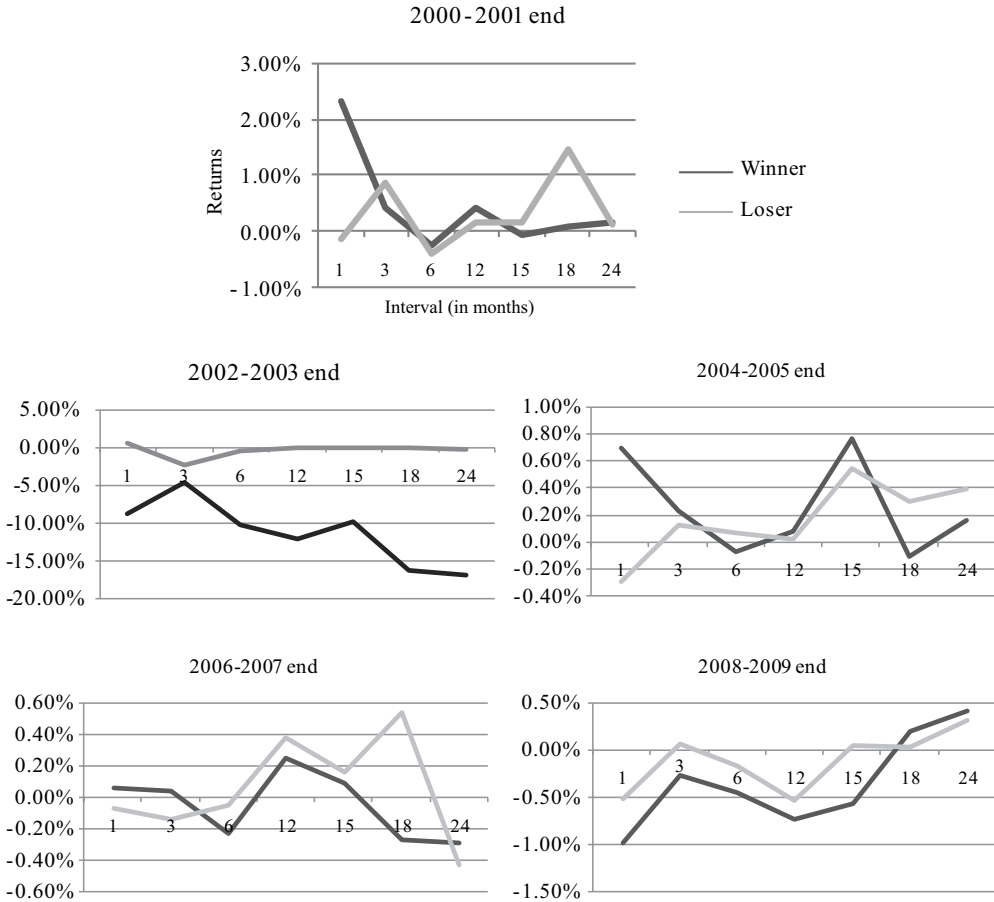 2000-2001 end
3.00%
2.00%
1.00%
0.00%
-1.00%
Returns
1 3 6 12 15 18 24
Interval (in months)
Winner
Loser
2002-2003 end
5.00%
0.00%
-5.00%
-10.00%
-15.00%
-20.00%
1 3 6 12 15 18 24
2004-2005 end
1.00%
0.80%
0.60%
0.40%
0.20%
0.00%
-0.20%
-0.40%
1 3 6 12 15 18 24
2006-2007 end
0.60%
0.40%
0.20%
0.00%
-0.20%
-0.40%
-0.60%
1 3 6 12 15 18 24
2008-2009 end
0.50%
0.00%
-0.50%
-1.00%
-1.50%
1 3 6 12 15 18 24